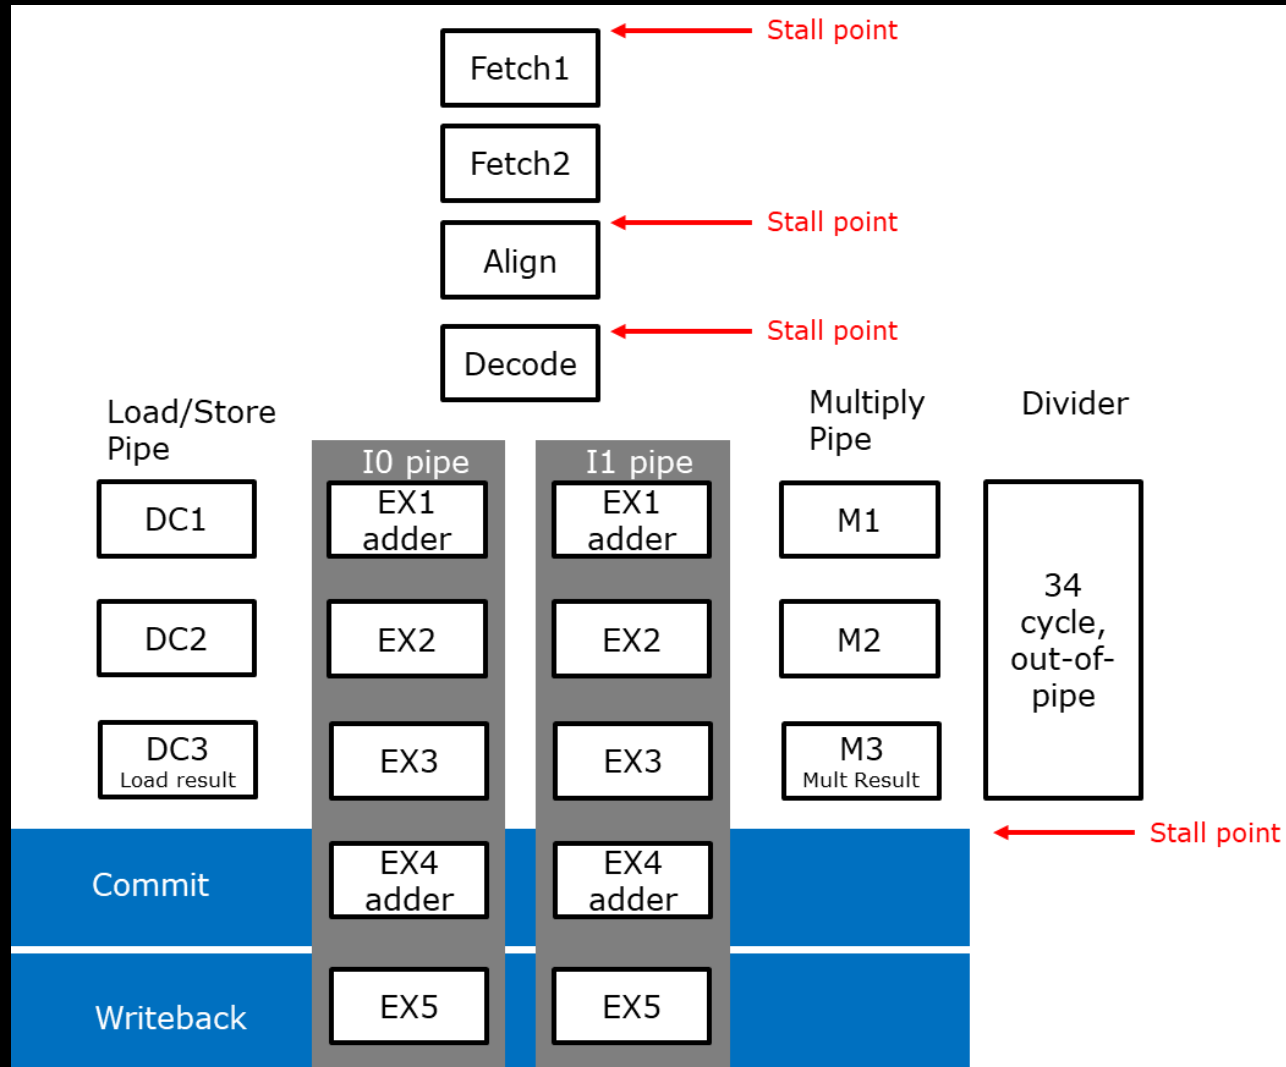 Stall point
Fetch1
Fetch2
Stall point
Align
Stall point
Decode
Load/Store
Pipe
I0 pipe
I1 pipe
Multiply
Pipe
Divider
DC1
EX1
adder
EX1
adder
M1
34
cycle,
out-of-
pipe
DC2
EX2
EX2
M2
DC3
Load result
EX3
EX3
M3
Mult Result
Stall point
Commit
EX4
adder
EX4
adder
Writeback
EX5
EX5